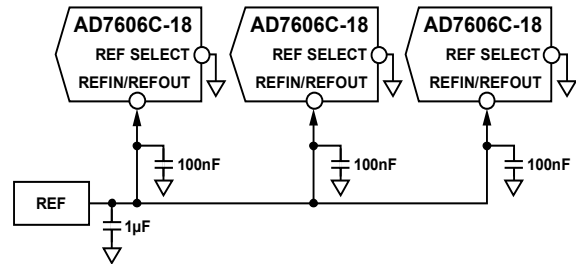 AD7606C-18
REF SELECT
REFIN/REFOUT
AD7606C-18
REF SELECT
REFIN/REFOUT
AD7606C-18
REF SELECT
REFIN/REFOUT
100nF
100nF
100nF
REF
1µF